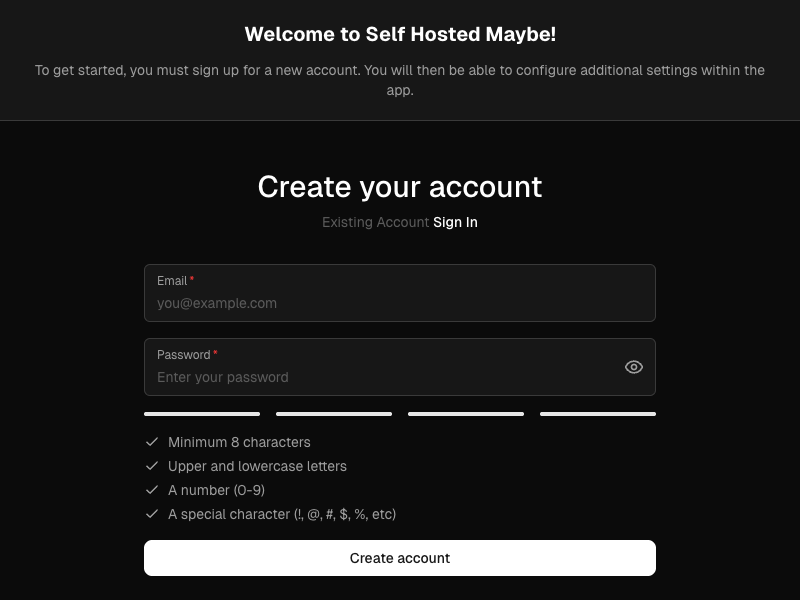 Welcome to Self Hosted Maybe!
To get started, you must sign up for a new account. You will then be able to configure additional settings within the
app.
Create your account
Existing Account Sign In
Email *
you@example.com
Password *
Enter your password
Minimum 8 characters
Upper and lowercase letters
A number (0-9)
A special character (!, @, #, $, %, etc)
Create account